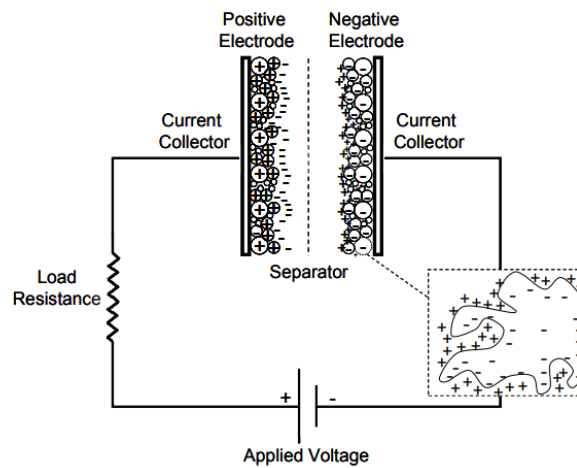 Positive
Electrode
Negative
Electrode
Current
Collector
Current
Collector
Separator
Load
Resistance
+
-
Applied Voltage